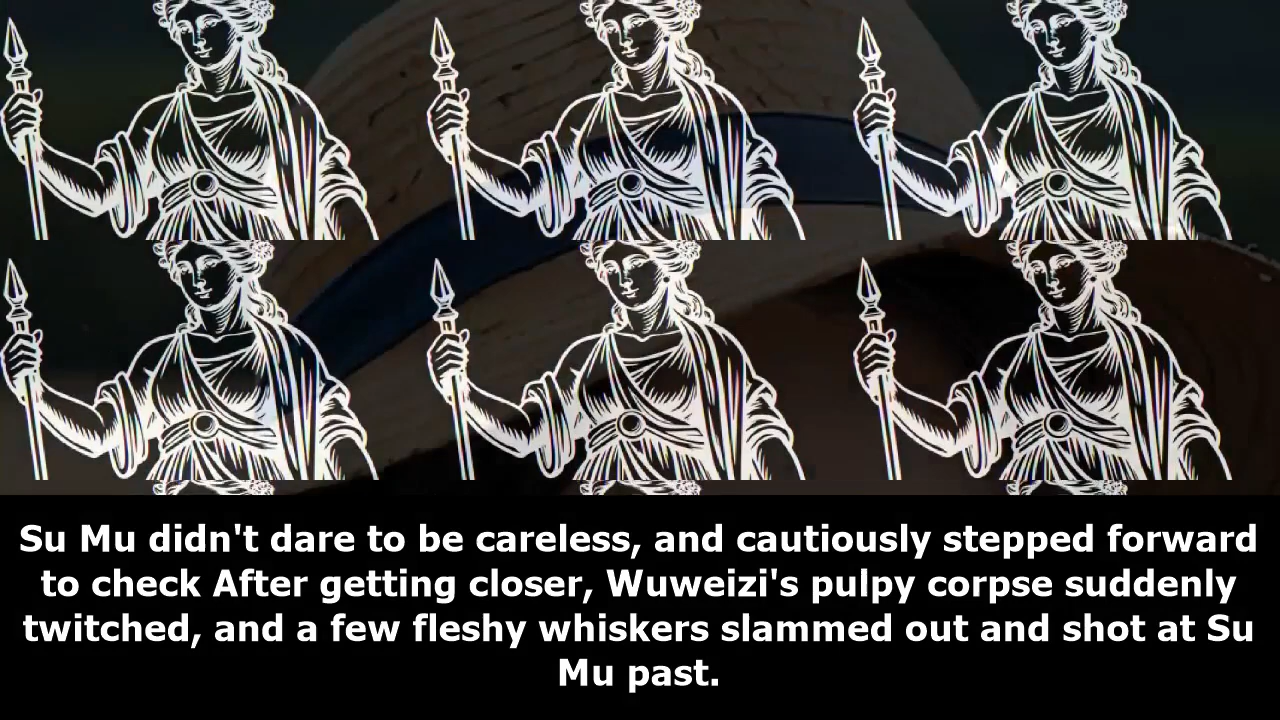 Su Mu didn't dare to be careless, and cautiously stepped forward
to check After getting closer, Wuweizi's pulpy corpse suddenly
twitched, and a few fleshy whiskers slammed out and shot at Su
Mu past.